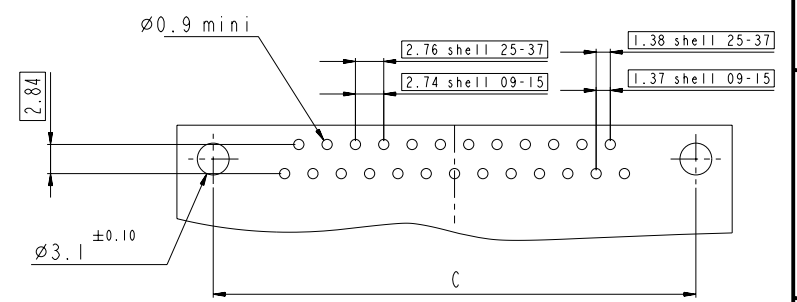 Ø0.9 mini
2.76 shell 25-37
1.38 shell 25-37
2.74 shell 09-15
1.37 shell 09-15
2.84
Ø3.1 ±0.10
C